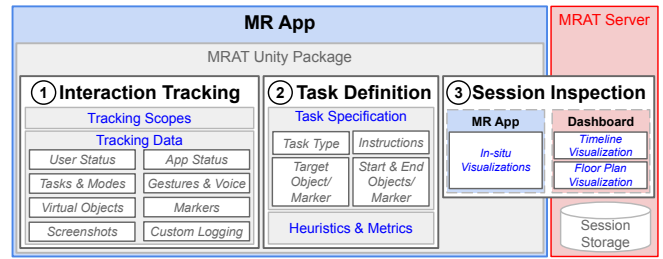 MR App
MRAT Server
MRAT Unity Package
1 Interaction Tracking
Tracking Scopes
Tracking Data
User Status
App Status
Tasks & Modes
Gestures & Voice
Virtual Objects
Markers
Screenshots
Custom Logging
2 Task Definition
Task Specification
Task Type
Instructions
Target
Object/
Marker
Start & End
Objects/
Marker
Heuristics & Metrics
3 Session Inspection
MR App
In-situ
Visualizations
Dashboard
Timeline
Visualization
Floor Plan
Visualization
Session
Storage